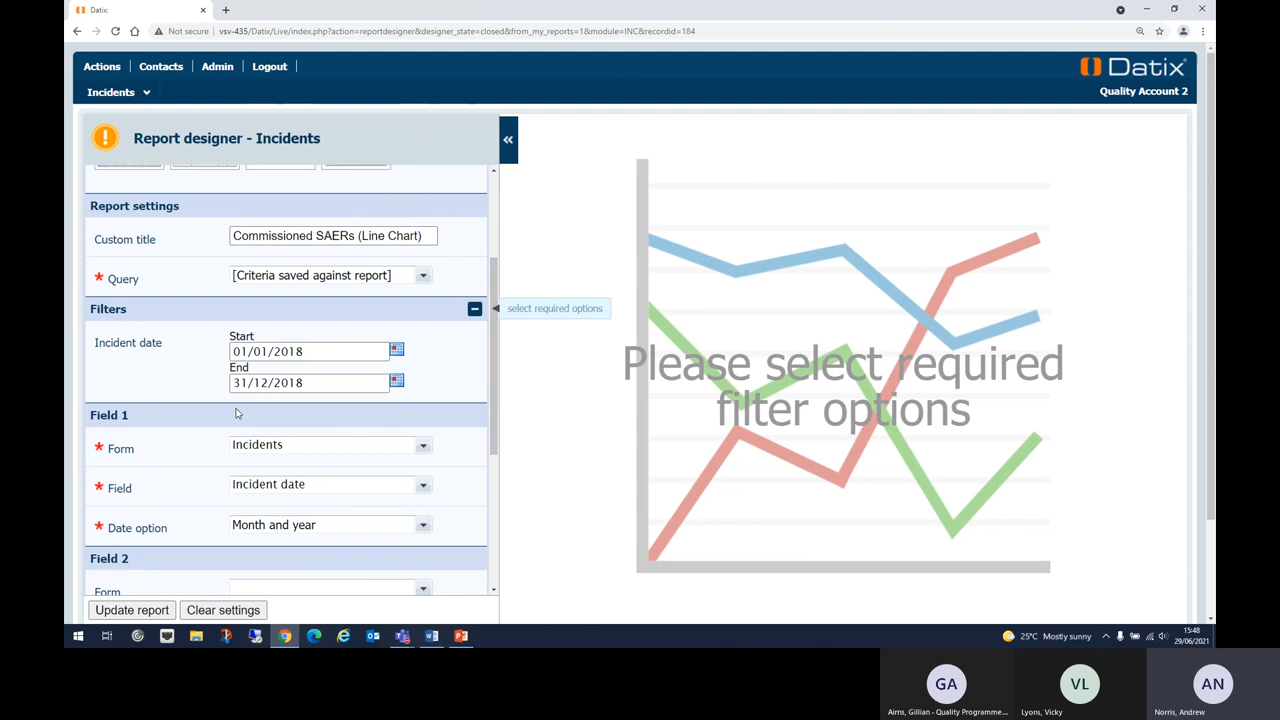 Datix:
Not secure
vsv-435/Datix/Live/index.php?action=reportdesigner&designer_state=closed&from_my_reports=1&module=INC&recordid=184
Actions
Contacts
Admin
Logout
Datix
Incidents
Quality Account 2
Report designer - Incidents
Report settings
Custom title
Commissioned SAERs (Line Chart)
* Query
[Criteria saved against report]
Filters
select required options
Incident date
Start
01/01/2018
End
31/12/2018
Please select required
filter options
Field 1
* Form
Incidents
* Field
Incident date
* Date option
Month and year
Field 2
Form
Update report
Clear settings
25°C Mostly sunny
15:48
29/06/2021
GA
VL
AN
Airns, Gillian - Quality Programme...
Lyons, Vicky
Norris, Andrew